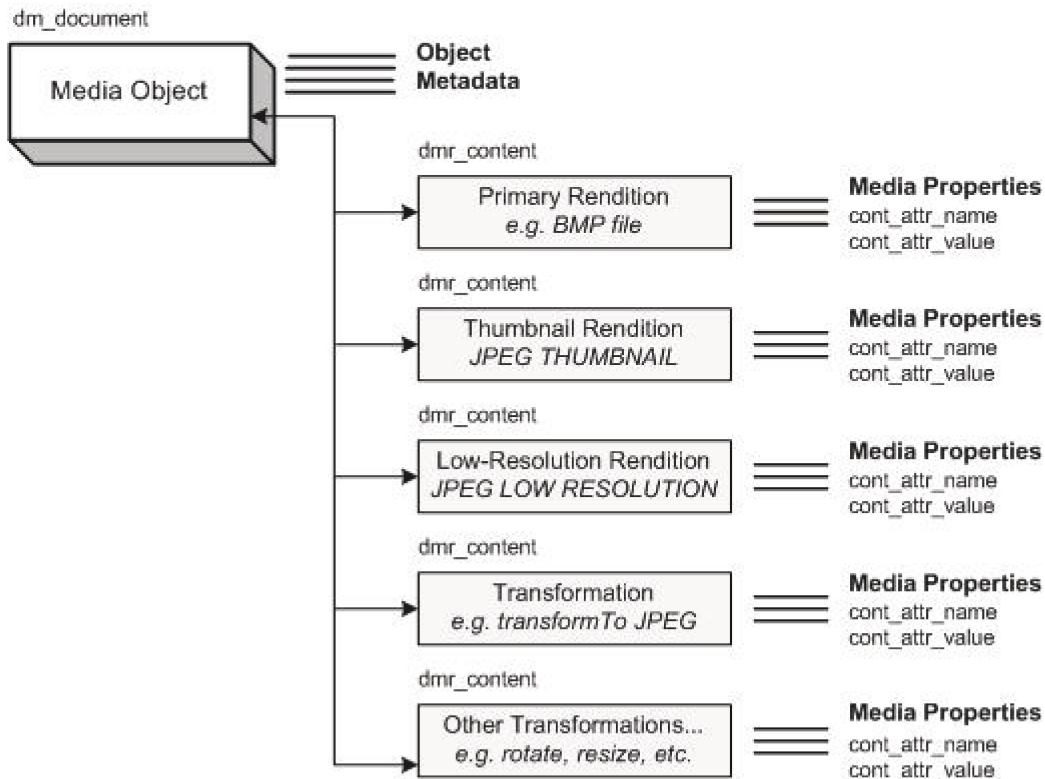 dm_document
Media Object
Object
Metadata
dmr_content
Primary Rendition
e.g. BMP file
Media Properties
cont_attr_name
cont_attr_value
dmr_content
Thumbnail Rendition
JPEG THUMBNAIL
Media Properties
cont_attr_name
cont_attr_value
dmr_content
Low-Resolution Rendition
JPEG LOW RESOLUTION
Media Properties
cont_attr_name
cont_attr_value
dmr_content
Transformation
e.g. transformTo JPEG
Media Properties
cont_attr_name
cont_attr_value
dmr_content
Other Transformations...
e.g. rotate, resize, etc.
Media Properties
cont_attr_name
cont_attr_value